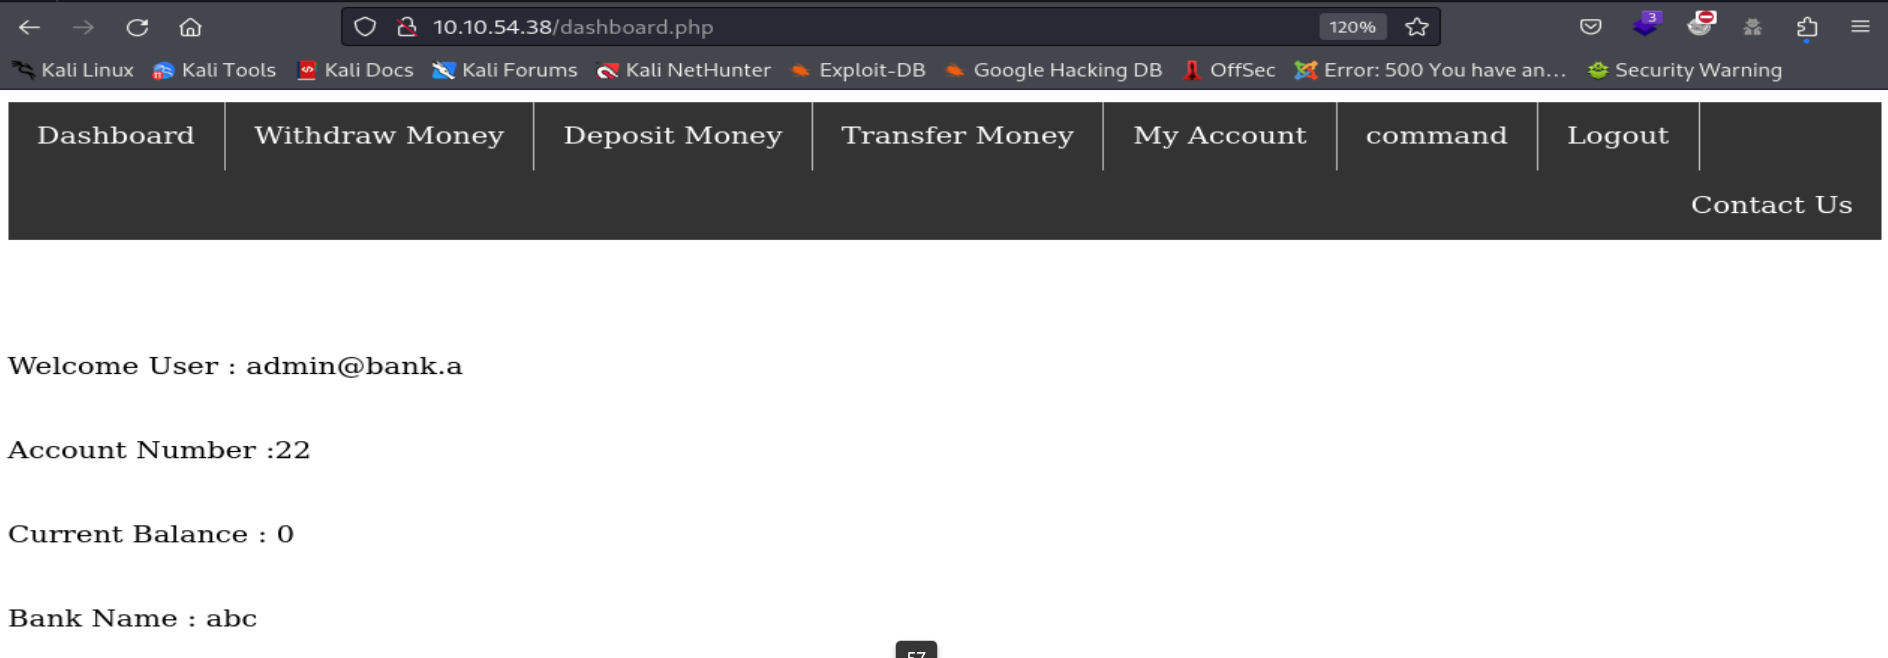 10.10.54.38/dashboard.php 120% 3
Kali Linux Kali Tools Kali Docs Kali Forums Kali NetHunter Exploit-DB Google Hacking DB OffSec Error: 500 You have an... Security Warning
Dashboard Withdraw Money Deposit Money Transfer Money My Account command Logout
Contact Us
Welcome User : admin@bank.a
Account Number :22
Current Balance : 0
Bank Name : abc
57